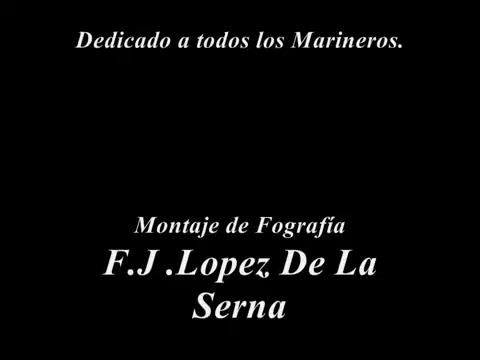 Dedicado a todos los Marineros.
Montaje de Fografía
F.J .Lopez De La
Serna